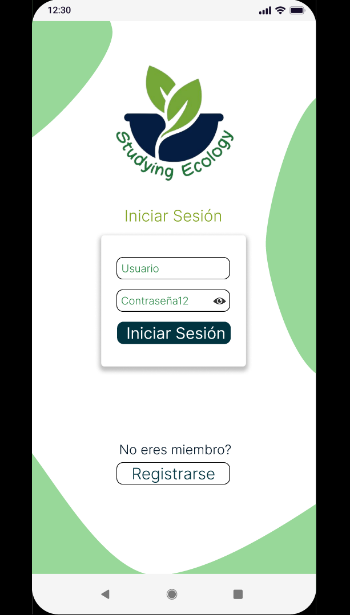 12:30
Studying Ecology
Iniciar Sesión
Usuario
Contraseña12
Iniciar Sesión
No eres miembro?
Registrarse